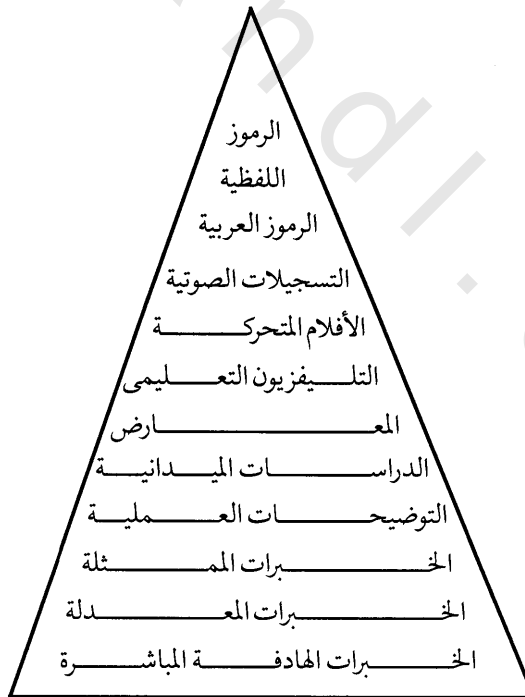 الرموز
اللفظية
الرموز العربية
التسجيلات الصوتية
الأفلام المتحركة
التليفزيون التعليمى
المعارض
الدراسات الميدانية
التوضيحات العملية
الخبرات الممثلة
الخبرات المعدلة
الخبرات الهادفة المباشرة